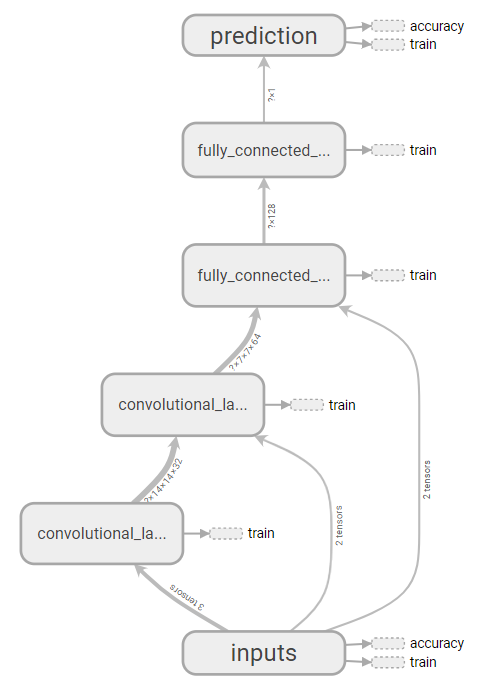 prediction
accuracy
train
?×1
fully_connected_...
train
?×128
fully_connected_...
train
?×7×7×64
convolutional_la...
train
2 tensors
?×14×14×32
2 tensors
convolutional_la...
train
3 tensors
inputs
accuracy
train